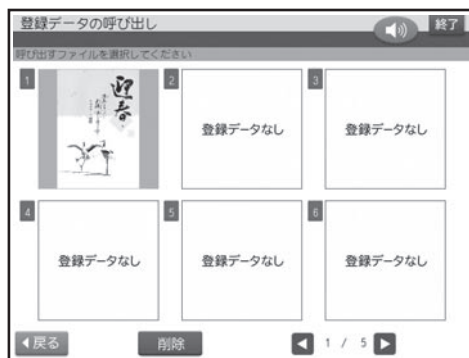 登録データの呼び出し
終了
呼び出すファイルを選択してください
1
迎春
2
登録データなし
3
登録データなし
4
登録データなし
5
登録データなし
6
登録データなし
戻る
削除
1 / 5